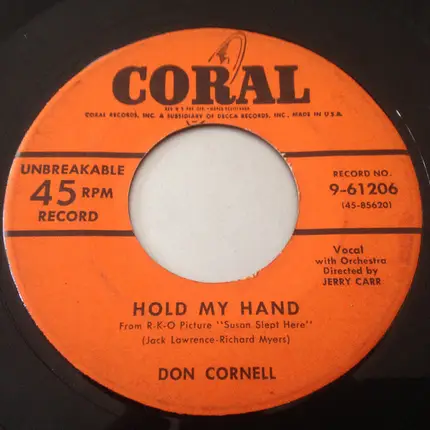 CORAL
CORAL RECORDS, INC. A SUBSIDIARY OF DECCA RECORDS, INC., MADE IN U.S.A.
UNBREAKABLE
45 RPM
RECORD
RECORD NO.
9-61206
(45-85620)
Vocal
with Orchestra
Directed by
JERRY CARR
HOLD MY HAND
From R-K-O Picture "Susan Slept Here"
(Jack Lawrence-Richard Myers)
DON CORNELL